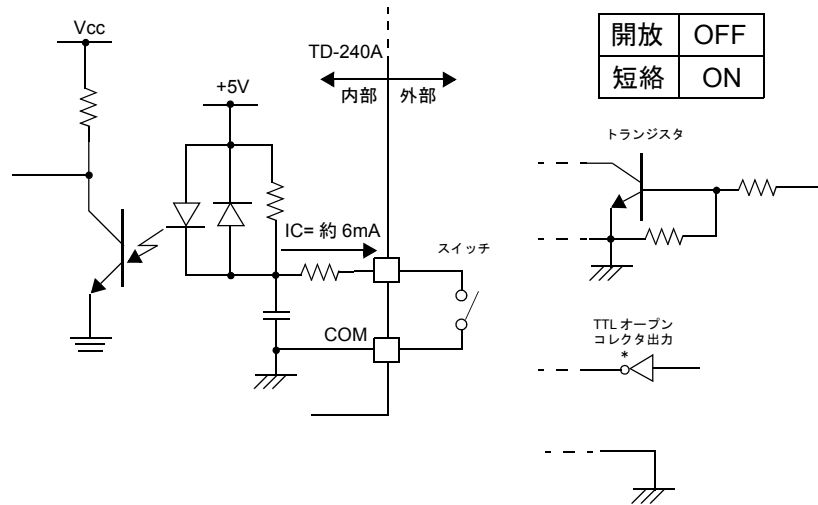 Vcc
+5V
TD-240A
内部 外部
IC= 約 6mA
COM
スイッチ
開放 OFF
短絡 ON
トランジスタ
TTL オープン
コレクタ出力
*